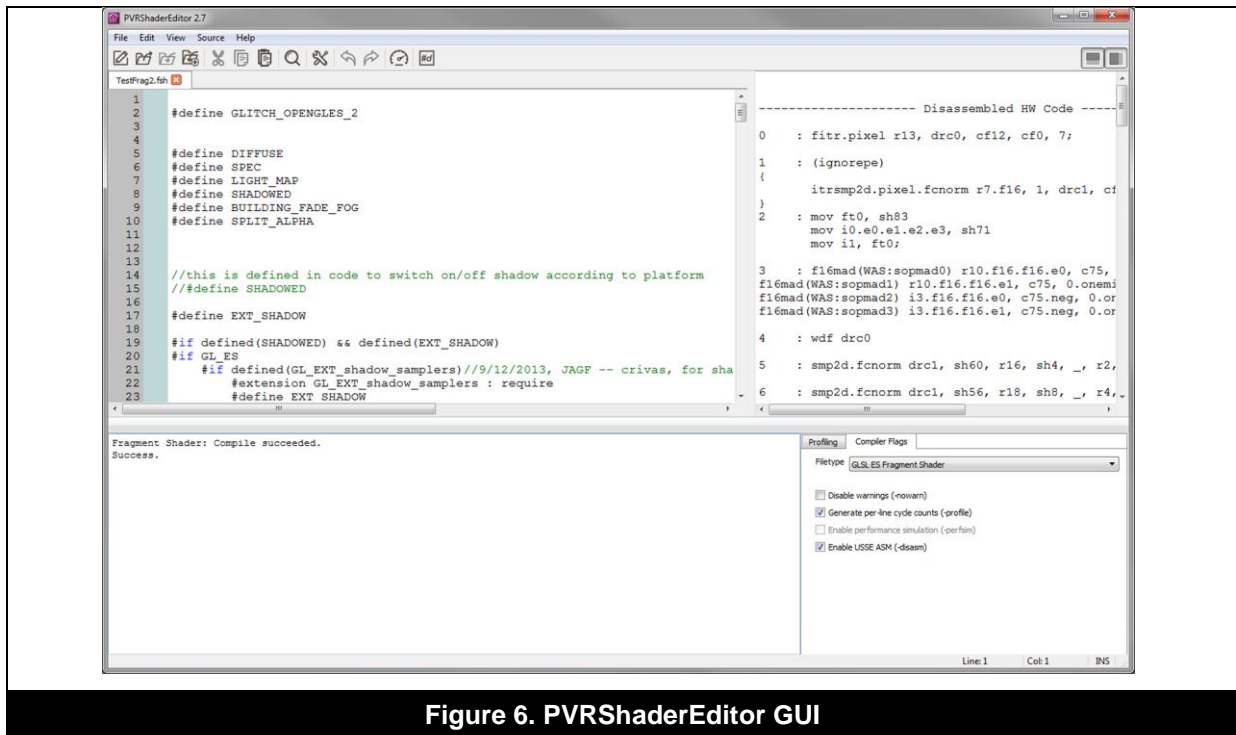 PVRShaderEditor 2.7
File Edit View Source Help
#d
TestFrag2.fsh
1
2 #define GLITCH_OPENGLES_2
3
4
5 #define DIFFUSE
6 #define SPEC
7 #define LIGHT_MAP
8 #define SHADOWED
9 #define BUILDING_FADE_FOG
10 #define SPLIT_ALPHA
11
12
13
14 //this is defined in code to switch on/off shadow according to platform
15 //#define SHADOWED
16
17 #define EXT_SHADOW
18
19 #if defined(SHADOWED) && defined(EXT_SHADOW)
20 #if GL_ES
21 #if defined(GL_EXT_shadow_samplers)//9/12/2013, JAGF -- crivas, for sha
22 #extension GL_EXT_shadow_samplers : require
23 #define EXT_SHADOW
--------------------- Disassembled HW Code -----
0 : fitr.pixel r13, drc0, cf12, cf0, 7;
1 : (ignorepe)
{
itrsmp2d.pixel.fcnorm r7.f16, 1, drc1, cf
}
2 : mov ft0, sh83
mov i0.e0.e1.e2.e3, sh71
mov i1, ft0;
3 : f16mad(WAS:sopmad0) r10.f16.f16.e0, c75,
f16mad(WAS:sopmad1) r10.f16.f16.e1, c75, 0.onemi
f16mad(WAS:sopmad2) i3.f16.f16.e0, c75.neg, 0.or
f16mad(WAS:sopmad3) i3.f16.f16.e1, c75.neg, 0.or
4 : wdf drc0
5 : smp2d.fcnorm drc1, sh60, r16, sh4, _, r2,
6 : smp2d.fcnorm drc1, sh56, r18, sh8, _, r4,
Fragment Shader: Compile succeeded.
Success.
Profiling Compiler Flags
Filetype GLSL ES Fragment Shader
Disable warnings (-nowarn)
Generate per-line cycle counts (-profile)
Enable performance simulation (-perfsim)
Enable USSE ASM (-disasm)
Line: 1 Col: 1 INS
Figure 6. PVRShaderEditor GUI